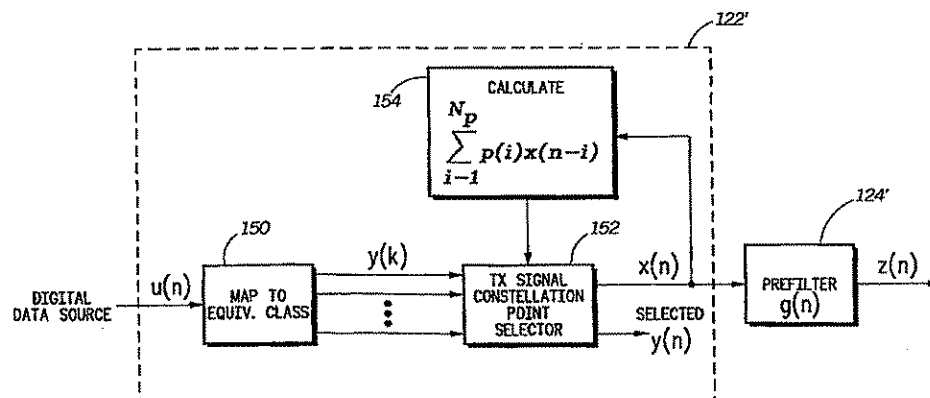 122'
154
CALCULATE
N_p
∑ p(i)x(n-i)
i-1
124'
150
152
u(n)
y(k)
x(n)
z(n)
DIGITAL
DATA SOURCE
MAP TO
EQUIV. CLASS
TX SIGNAL
CONSTELLATION
POINT
SELECTOR
SELECTED
y(n)
PREFILTER
g(n)